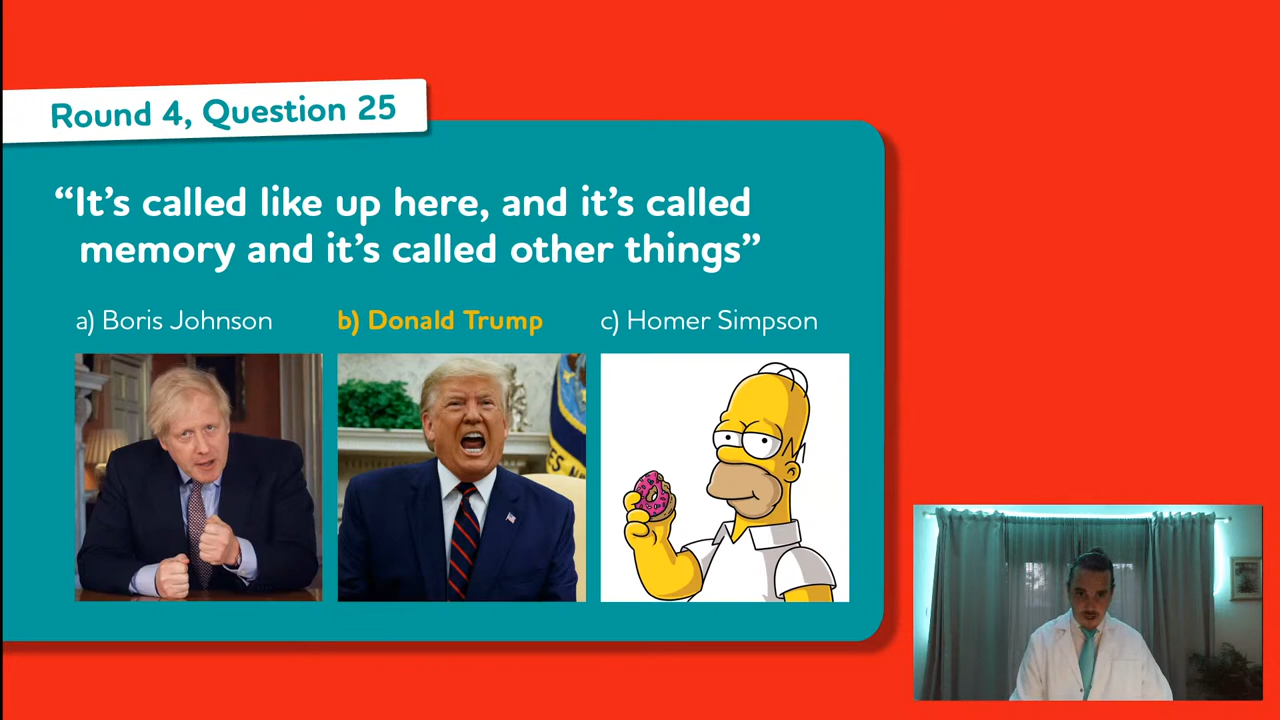 Round 4, Question 25
“It’s called like up here, and it’s called
memory and it’s called other things”
a) Boris Johnson
b) Donald Trump
c) Homer Simpson